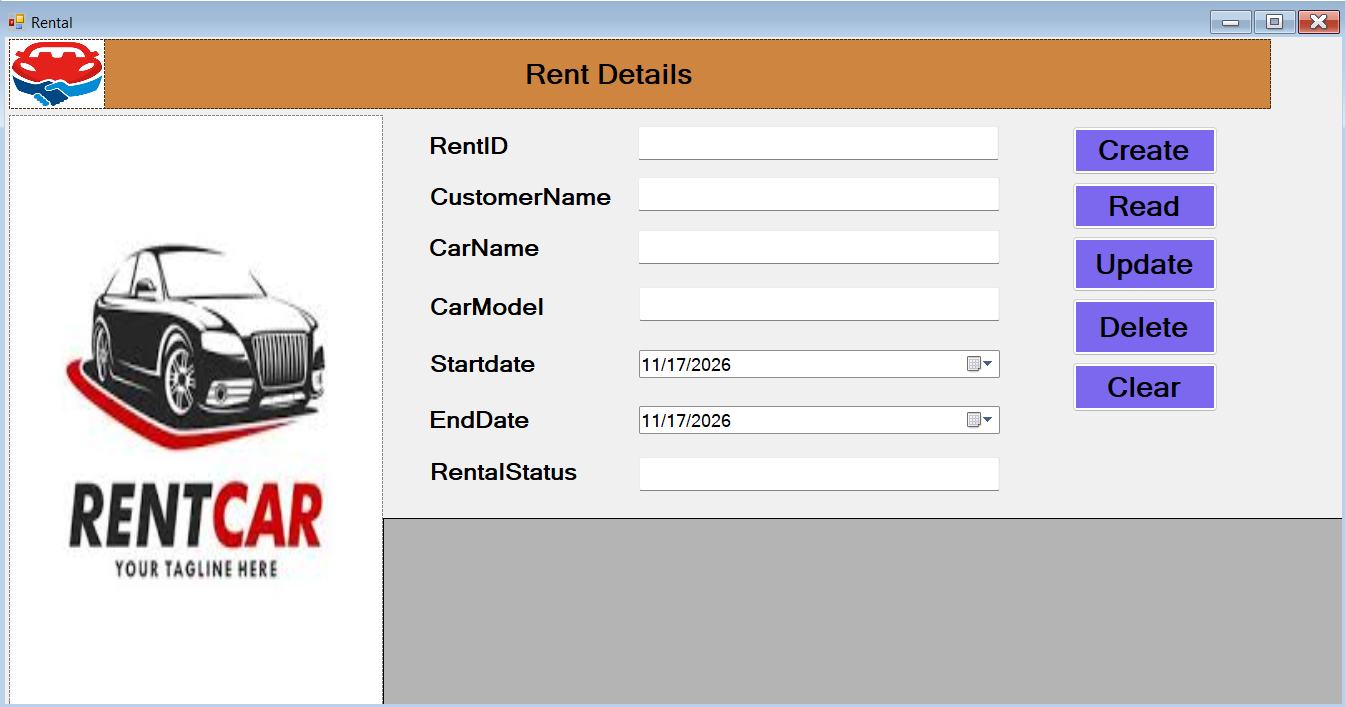 Rental
Rent Details
RentID
Create
CustomerName
Read
CarName
Update
CarModel
Delete
Startdate 11/17/2026
Clear
EndDate 11/17/2026
RentalStatus
RENTCAR
YOUR TAGLINE HERE